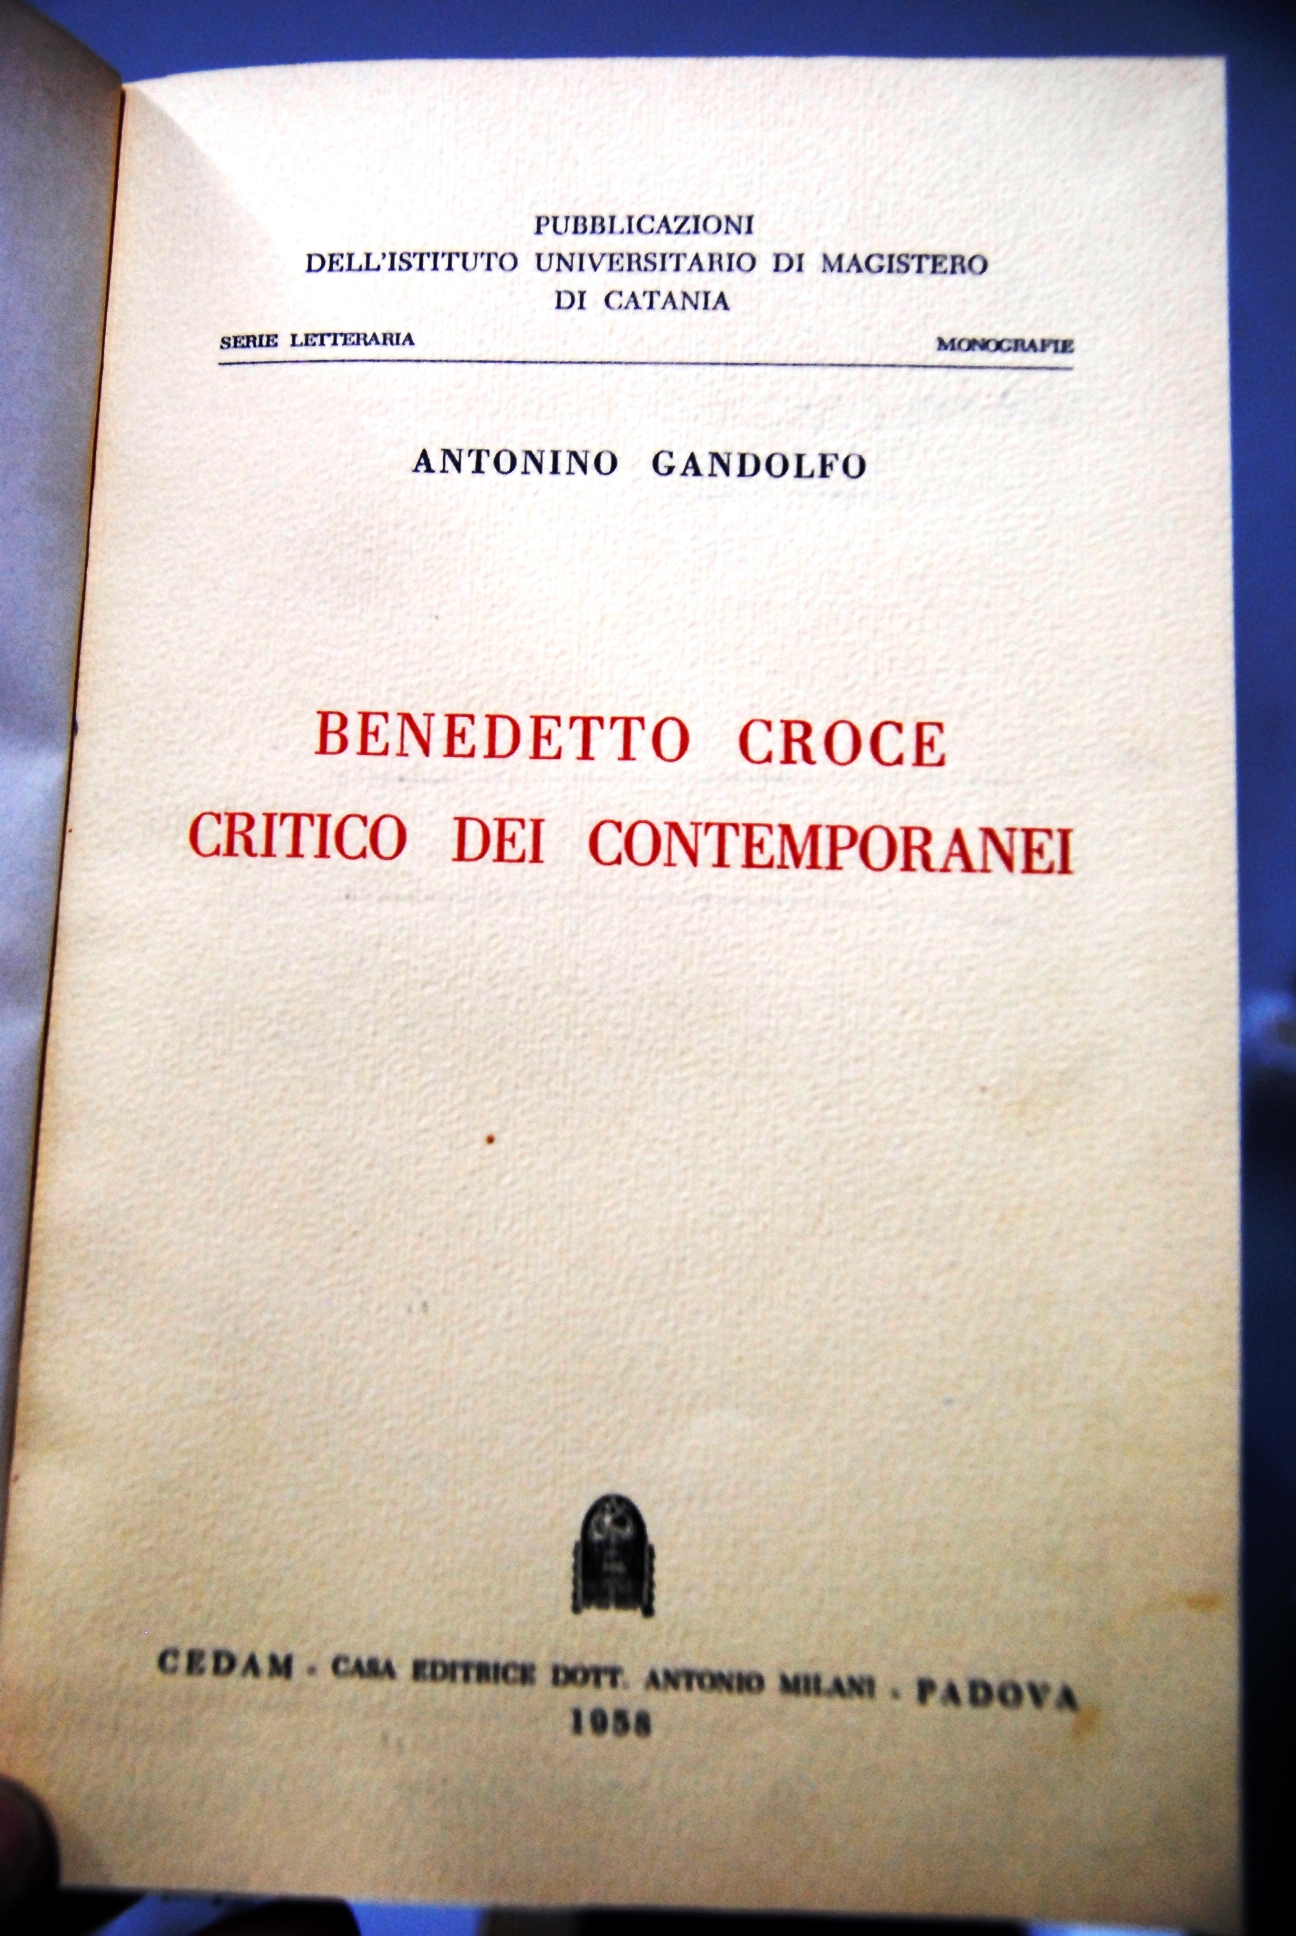 PUBBLICAZIONI
DELL'ISTITUTO UNIVERSITARIO DI MAGISTERO
DI CATANIA
SERIE LETTERARIA MONOGRAFIE
ANTONINO GANDOLFO
BENEDETTO CROCE
CRITICO DEI CONTEMPORANEI
CEDAM - CASA EDITRICE DOTT. ANTONIO MILANI - PADOVA
1958